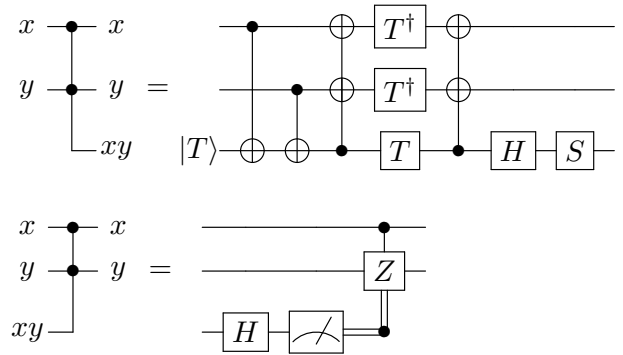 x x T†
y y = T†
xy |T⟩ T H S
x x
y y = Z
xy H